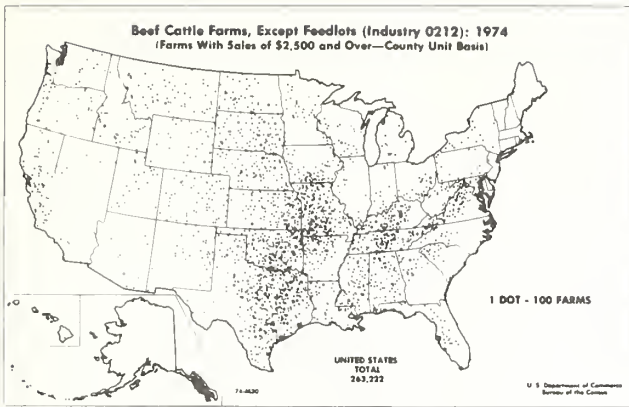 Beef Cattle Farms, Except Feedlots (Industry 0212): 1974
(Farms With Sales of $2,500 and Over—County Unit Basis)
1 DOT - 100 FARMS
UNITED STATES
TOTAL
263,222
U S Department of Commerce
Bureau of the Census